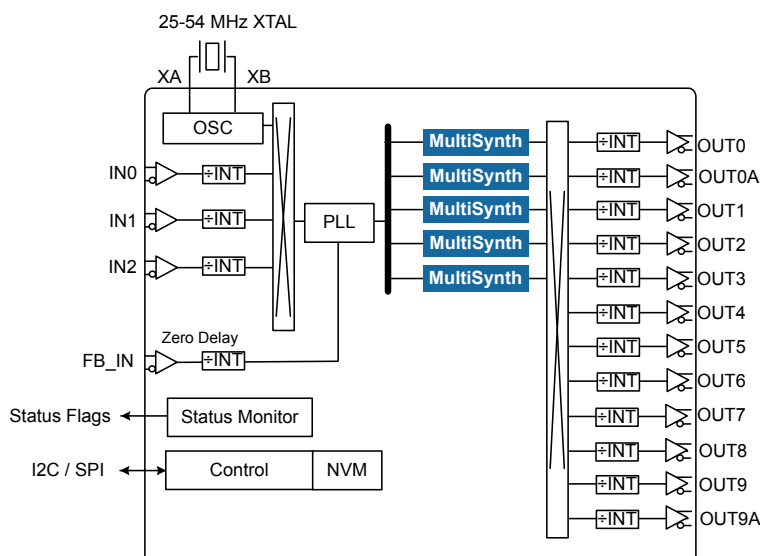 25-54 MHz XTAL
XA
XB
OSC
IN0
÷INT
IN1
÷INT
IN2
÷INT
PLL
Zero Delay
FB_IN
÷INT
Status Flags
Status Monitor
I2C / SPI
Control
NVM
MultiSynth
MultiSynth
MultiSynth
MultiSynth
MultiSynth
÷INT
OUT0
÷INT
OUT0A
÷INT
OUT1
÷INT
OUT2
÷INT
OUT3
÷INT
OUT4
÷INT
OUT5
÷INT
OUT6
÷INT
OUT7
÷INT
OUT8
÷INT
OUT9
÷INT
OUT9A